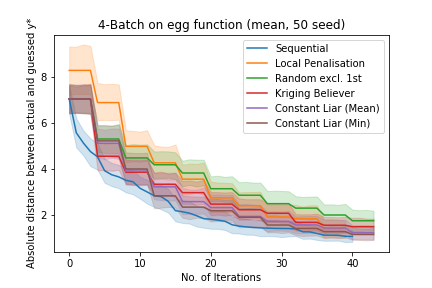 4-Batch on egg function (mean, 50 seed)
Absolute distance between actual and guessed y*
8
6
4
2
Sequential
Local Penalisation
Random excl. 1st
Kriging Believer
Constant Liar (Mean)
Constant Liar (Min)
0 10 20 30 40
No. of Iterations